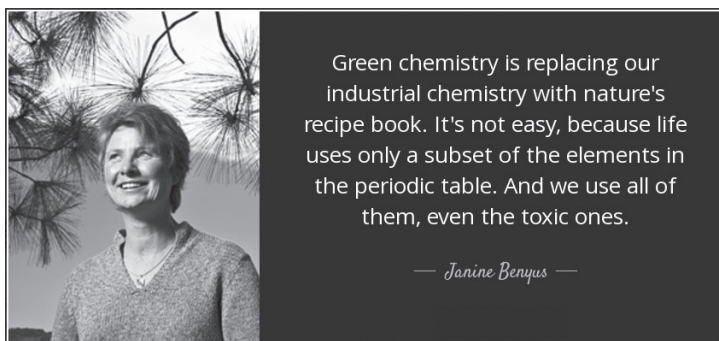 Green chemistry is replacing our
industrial chemistry with nature's
recipe book. It's not easy, because life
uses only a subset of the elements in
the periodic table. And we use all of
them, even the toxic ones.
— Janine Benyus —